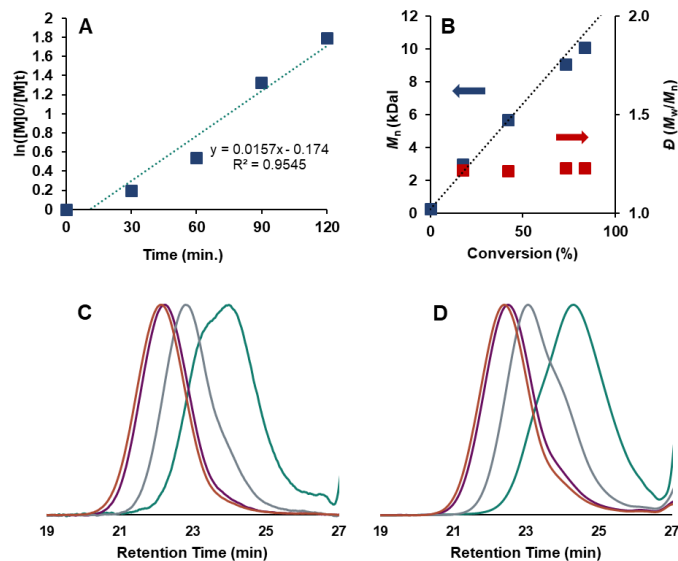 A
ln([M]0/[M]t)
2
1.8
1.6
1.4
1.2
1
0.8
0.6
0.4
0.2
0
y = 0.0157x - 0.174
R² = 0.9545
0 30 60 90 120
Time (min.)
B
Mn (kDal)
12
10
8
6
4
2
0
2.0
1.5
1.0
Đ (Mw/Mn)
0 50 100
Conversion (%)
C
19 21 23 25 27
Retention Time (min)
D
19 21 23 25 27
Retention Time (min)